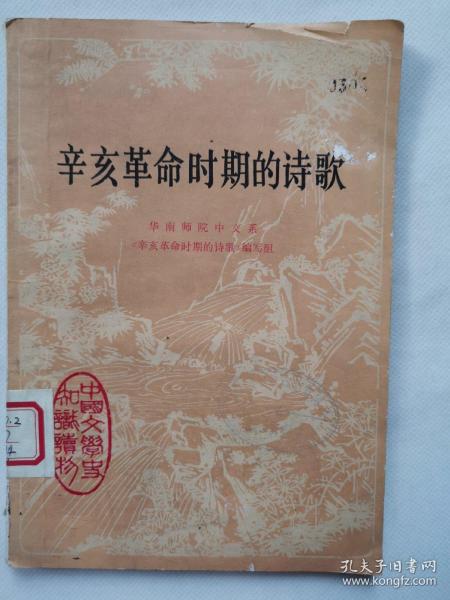 辛亥革命时期的诗歌
华南师院中文系
《辛亥革命时期的诗歌》编写组
中國文學史
知識讀物
孔夫子旧书网
www.kongfz.com